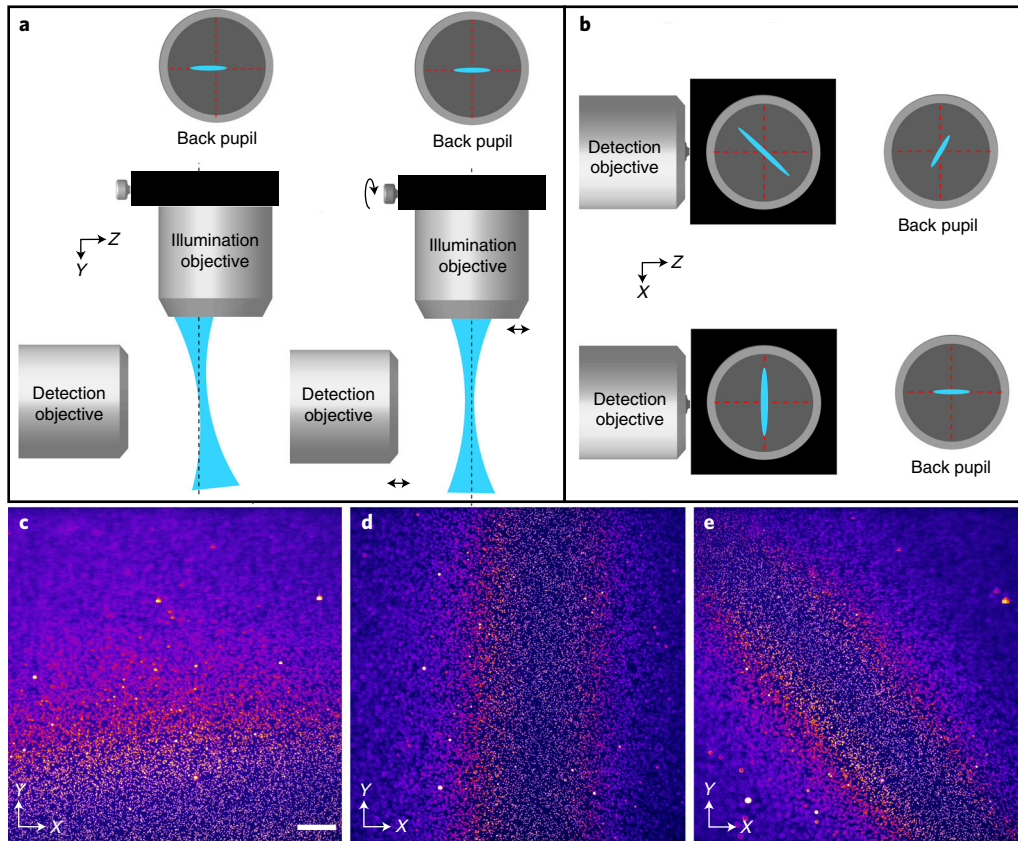 a
Back pupil
Back pupil
Illumination
objective
Illumination
objective
Z
Y
Detection
objective
Detection
objective
b
Detection
objective
Back pupil
Z
X
Detection
objective
Back pupil
c
Y
X
d
Y
X
e
Y
X